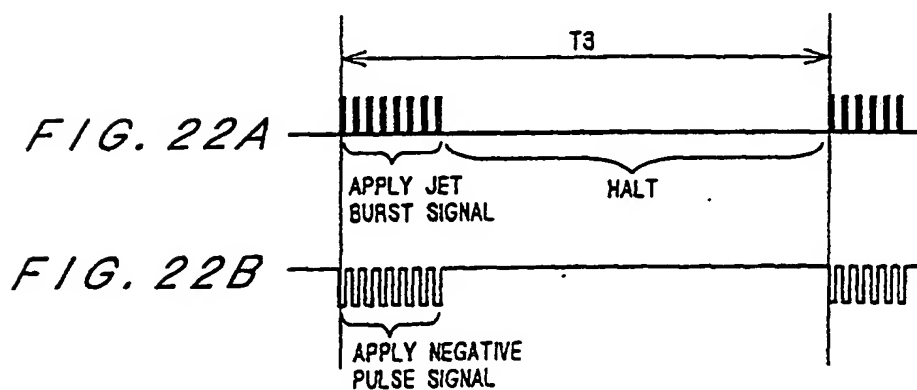 T3
FIG. 22A
APPLY JET
BURST SIGNAL
HALT
FIG. 22B
APPLY NEGATIVE
PULSE SIGNAL